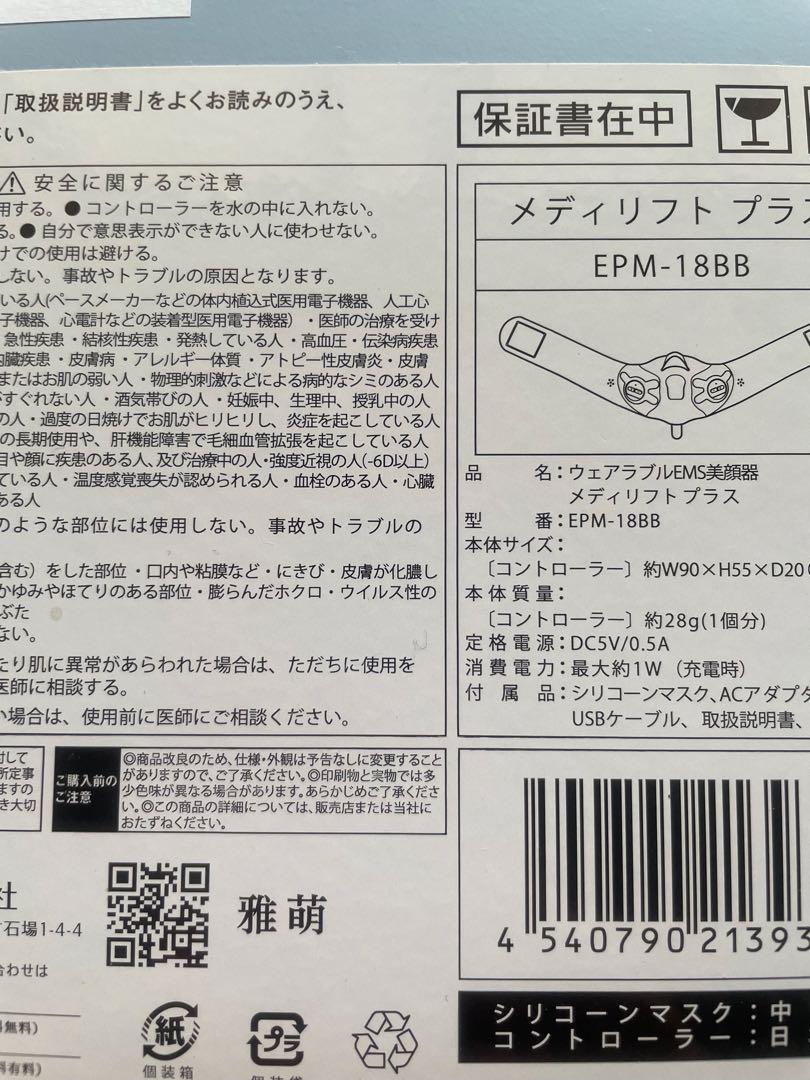 「取扱説明書」をよくお読みのうえ、
さい。
保証書在中
安全に関するご注意
用する。●コントローラーを水の中に入れない。
る。●自分で意思表示ができない人に使わせない。
けでの使用は避ける。
しない。事故やトラブルの原因となります。
いる人(ペースメーカーなどの体内植込式医用電子機器、人工心
子機器、心電計などの装着型医用電子機器)・医師の治療を受け
急性疾患・結核性疾患・発熱している人・高血圧・伝染病疾患
内臓疾患・皮膚病・アレルギー体質・アトピー性皮膚炎・皮膚
またはお肌の弱い人・物理的刺激などによる病的なシミのある人
がすぐれない人・酒気帯びの人・妊娠中、生理中、授乳中の人
の人・過度の日焼けでお肌がヒリヒリし、炎症を起こしている人
の長期使用や、肝機能障害で毛細血管拡張を起こしている人
目や顔に疾患のある人、及び治療中の人・強度近視の人(-6D以上)
ている人・温度感覚喪失が認められる人・血栓のある人・心臓
ある人
のような部位には使用しない。事故やトラブルの
含む)をした部位・口内や粘膜など・にきび・皮膚が化膿し
かゆみやほてりのある部位・膨らんだホクロ・ウイルス性の
ぶた
ない。
たり肌に異常があらわれた場合は、ただちに使用を
医師に相談する。
い場合は、使用前に医師にご相談ください。
メディリフト プラス
EPM-18BB
品名:ウェアラブルEMS美顔器
メディリフト プラス
型番:EPM-18BB
本体サイズ:
〔コントローラー〕約W90×H55×D20
本体質量:
〔コントローラー〕約28g(1個分)
定格電源:DC5V/0.5A
消費電力:最大約1W(充電時)
付属品:シリコーンマスク、ACアダプタ
USBケーブル、取扱説明書、
付して
所定事
ますの
き大切
ご購入前の
ご注意
◎商品改良のため、仕様・外観は予告なしに変更すること
がありますので、ご了承ください。◎印刷物と実物では多
少色味が異なる場合があります。あらかじめご了承くださ
い。◎この商品の詳細については、販売店または当社に
おたずねください。
社
石場1-4-4
合わせは
雅萌
料無料)
料有料)
紙
個装箱
プラ
個装袋
4 540790 21393
シリコーンマスク:中
コントローラー:日